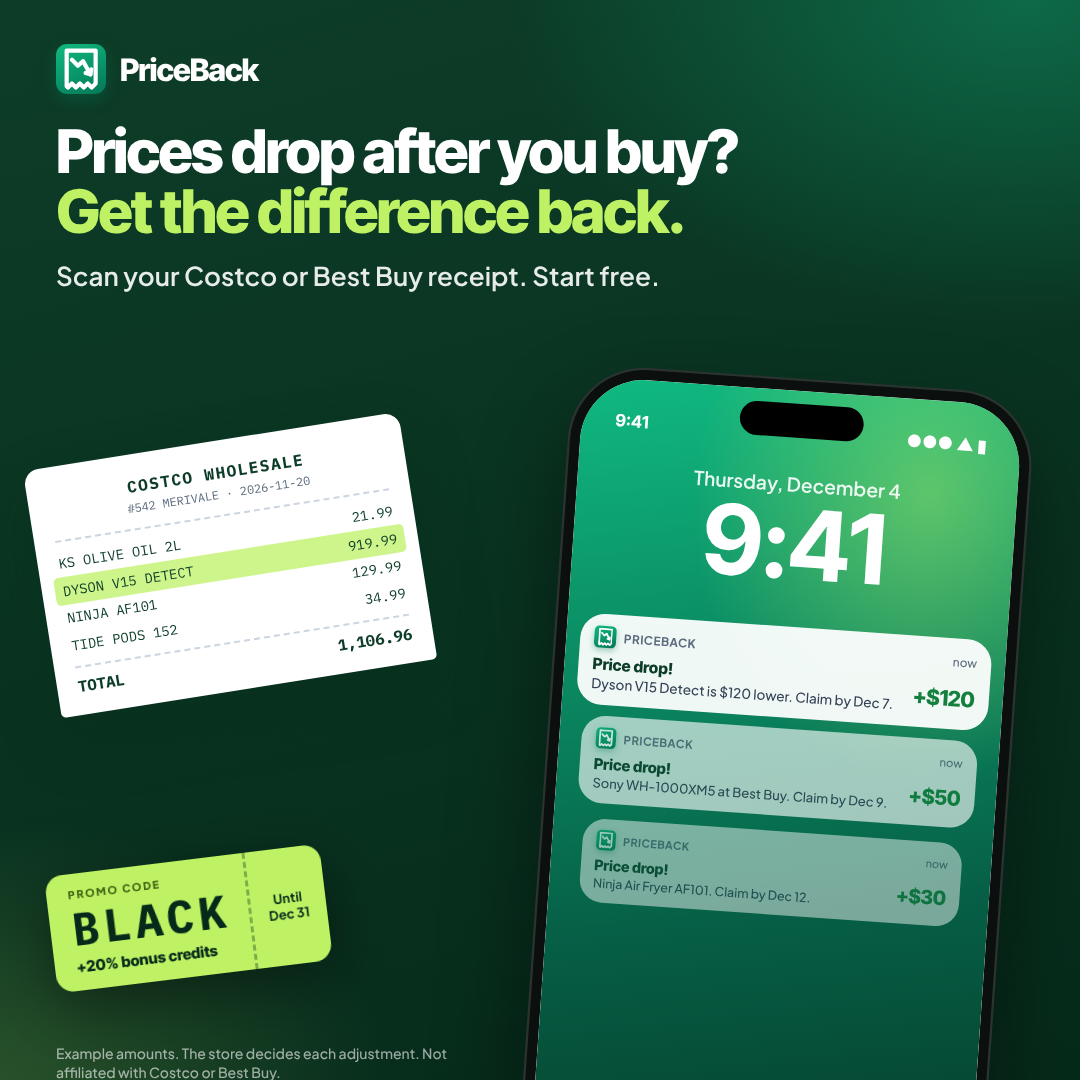 PriceBack
Prices drop after you buy?
Get the difference back.
Scan your Costco or Best Buy receipt. Start free.
COSTCO WHOLESALE
#542 MERIVALE · 2026-11-20
KS OLIVE OIL 2L 21.99
DYSON V15 DETECT 919.99
NINJA AF101 129.99
TIDE PODS 152 34.99
TOTAL 1,106.96
PROMO CODE
BLACK
+20% bonus credits
Until
Dec 31
9:41
Thursday, December 4
9:41
PRICEBACK now
Price drop!
Dyson V15 Detect is $120 lower. Claim by Dec 7. +$120
PRICEBACK now
Price drop!
Sony WH-1000XM5 at Best Buy. Claim by Dec 9. +$50
PRICEBACK now
Price drop!
Ninja Air Fryer AF101. Claim by Dec 12. +$30
Example amounts. The store decides each adjustment. Not
affiliated with Costco or Best Buy.